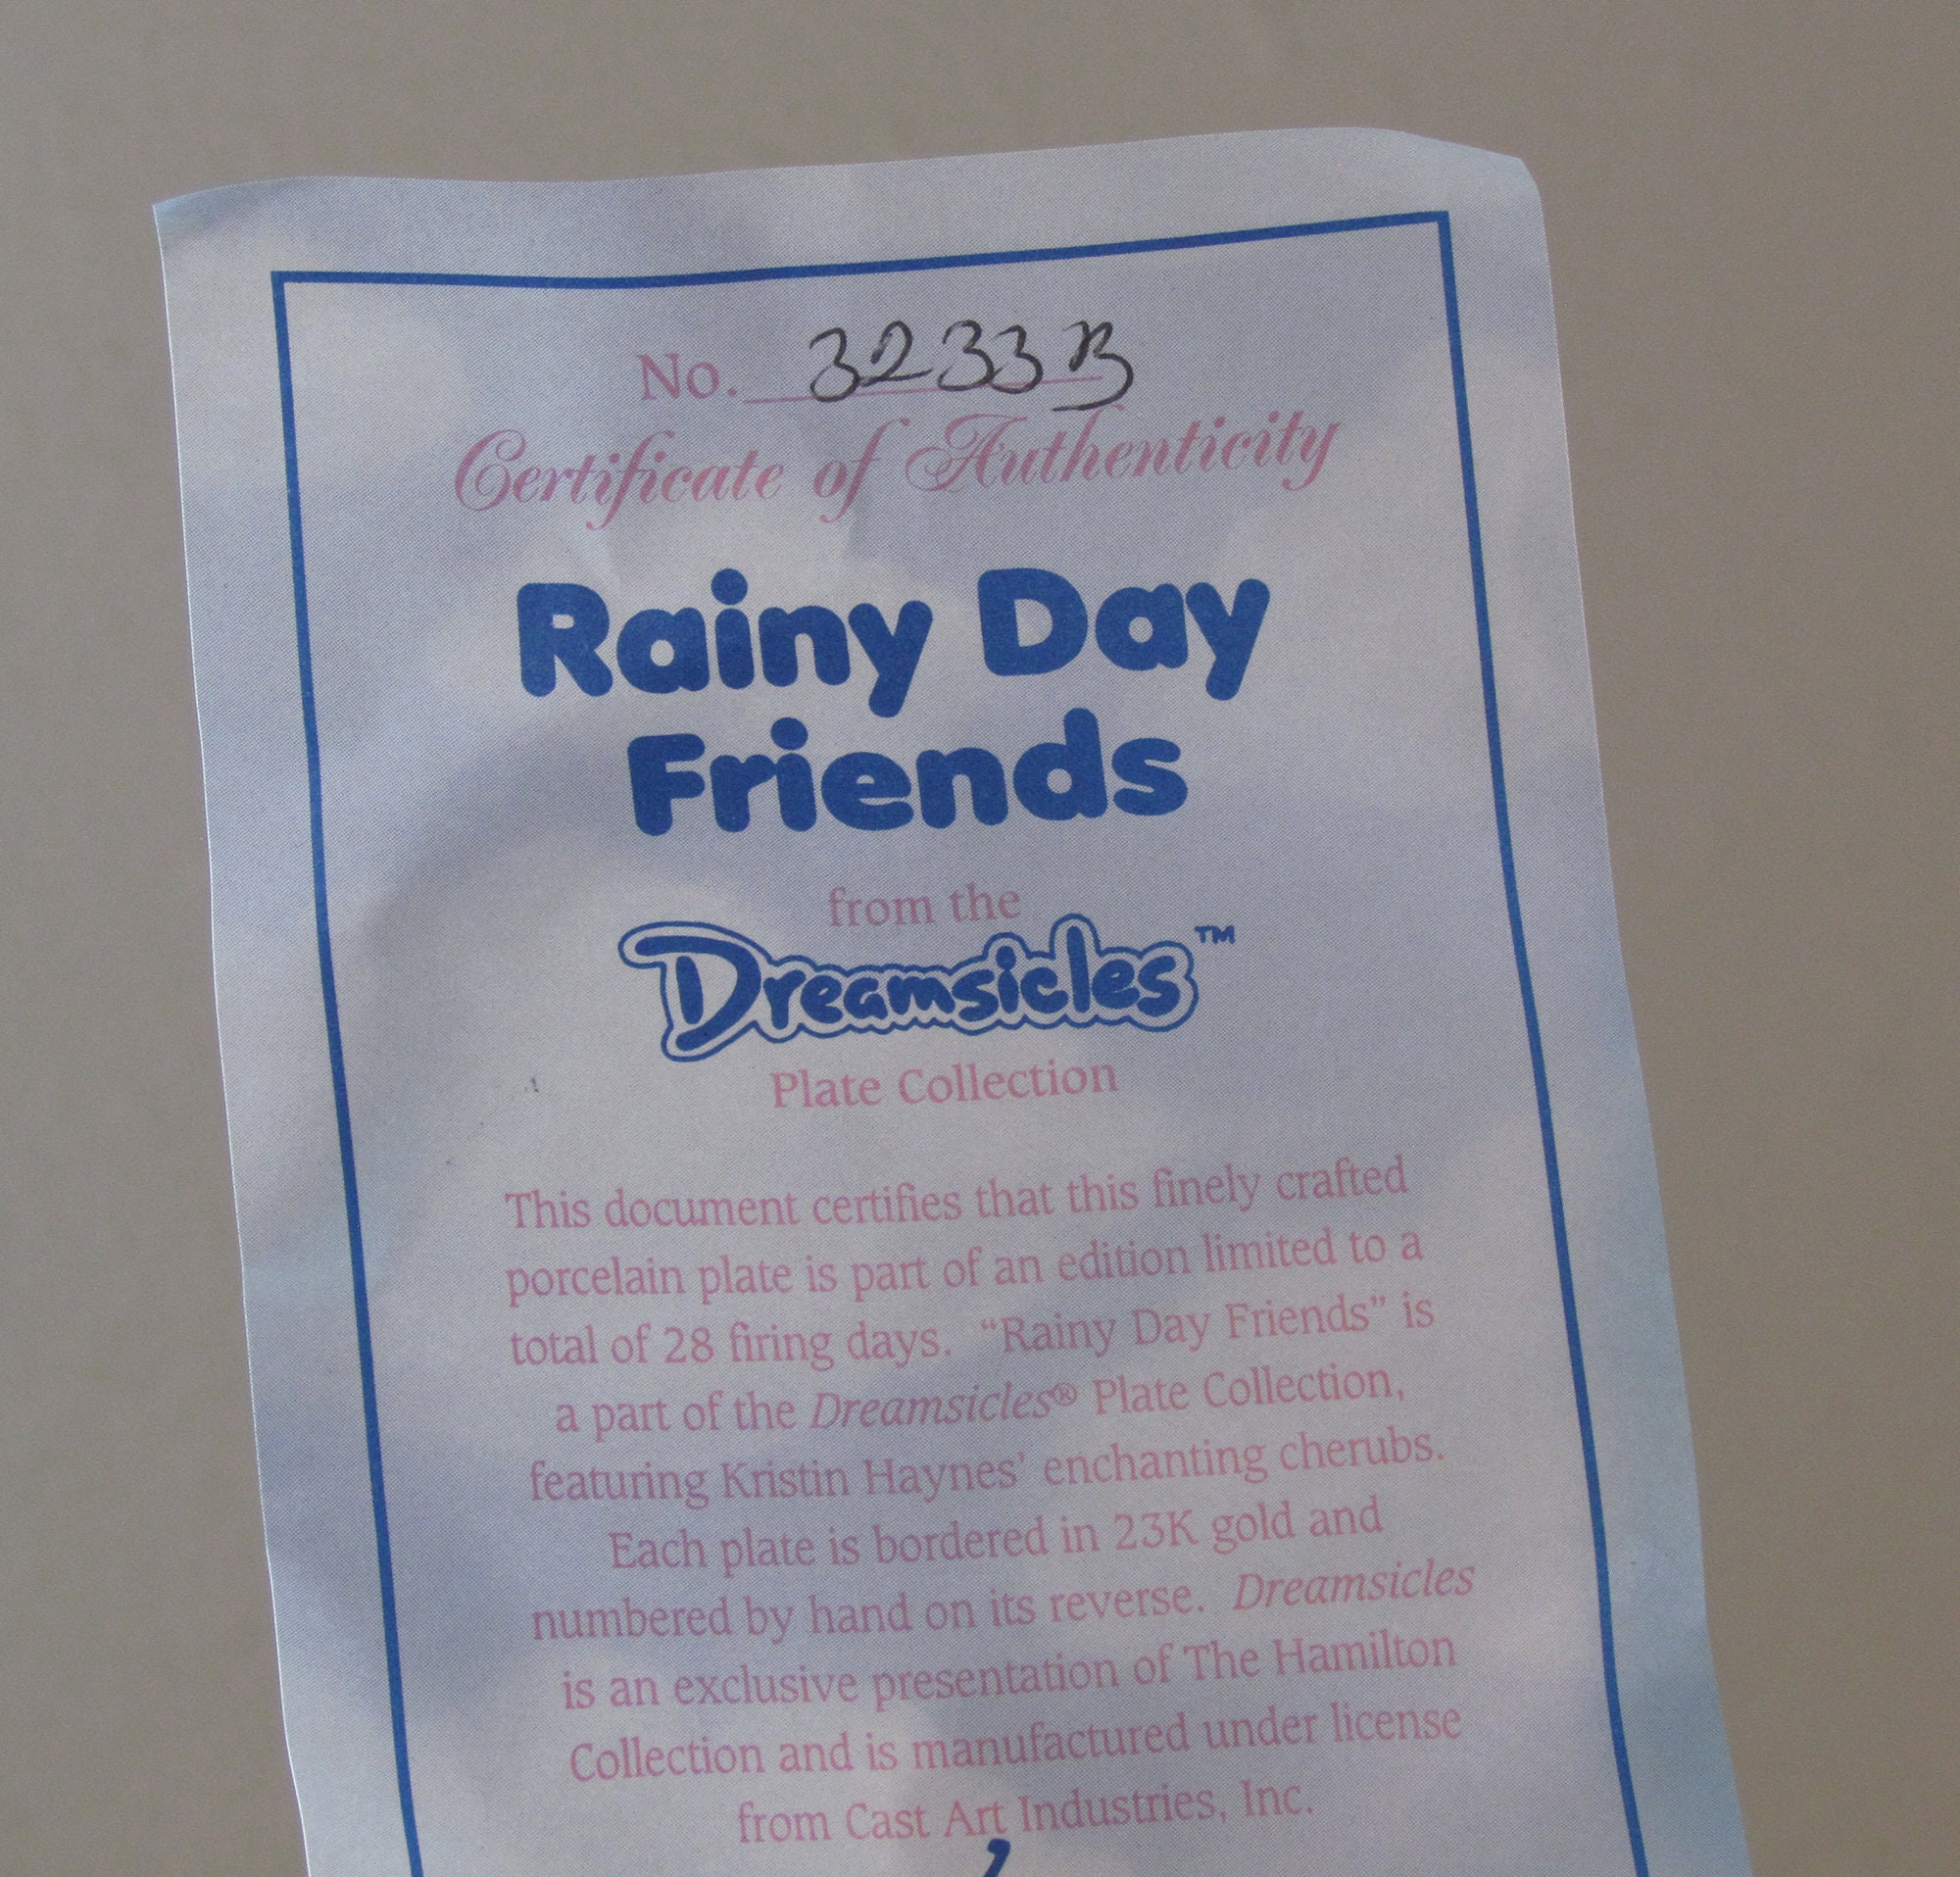 No. 3233B
Certificate of Authenticity
Rainy Day
Friends
from the
Dreamsicles™
Plate Collection
This document certifies that this finely crafted
porcelain plate is part of an edition limited to a
total of 28 firing days. “Rainy Day Friends” is
a part of the Dreamsicles® Plate Collection,
featuring Kristin Haynes’ enchanting cherubs.
Each plate is bordered in 23K gold and
numbered by hand on its reverse. Dreamsicles
is an exclusive presentation of The Hamilton
Collection and is manufactured under license
from Cast Art Industries, Inc.